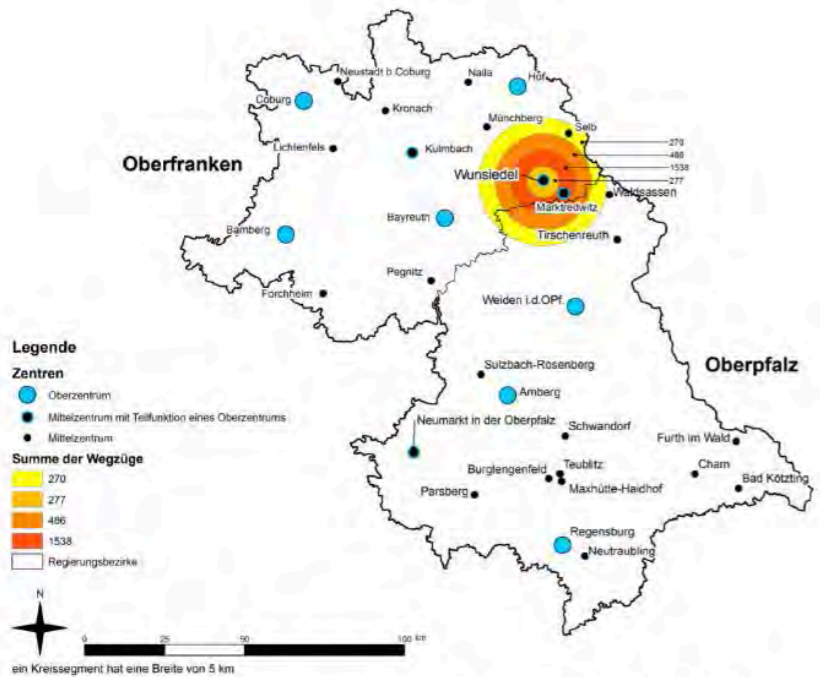 Neustadt b.Coburg
Naila
Hof
Coburg
Kronach
Münchberg
Selb
Lichtenfels
Kulmbach
270
486
Oberfranken
1538
Wunsiedel
277
Marktredwitz
Waldsassen
Bayreuth
Bamberg
Tirschenreuth
Pegnitz
Forchheim
Weiden i.d.OPf.
Legende
Oberpfalz
Sulzbach-Rosenberg
Zentren
Oberzentrum
Amberg
Mittelzentrum mit Teilfunktion eines Oberzentrums
Neumarkt in der Oberpfalz
Mittelzentrum
Schwandorf
Furth im Wald
Summe der Wegzüge
270
Burglengenfeld
Teublitz
Cham
277
Parsberg
Maxhütte-Haidhof
Bad Kötzting
486
1538
Regensburg
Regierungsbezirke
Neutraubling
N
0 25 50 100 km
ein Kreissegment hat eine Breite von 5 km